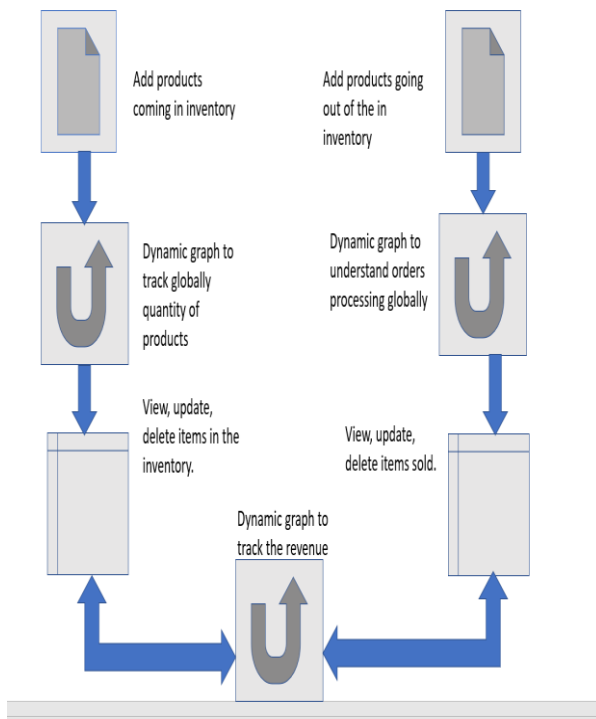 Add products
coming in inventory
Add products going
out of the in
inventory
Dynamic graph to
track globally
quantity of
products
Dynamic graph to
understand orders
processing globally
View, update,
delete items in the
inventory.
View, update,
delete items sold.
Dynamic graph to
track the revenue